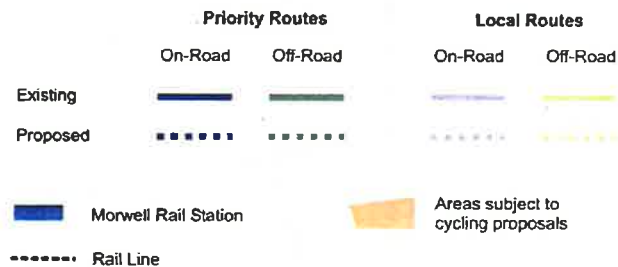 Priority Routes Local Routes
On-Road Off-Road On-Road Off-Road
Existing
Proposed
Morwell Rail Station
Areas subject to
cycling proposals
Rail Line